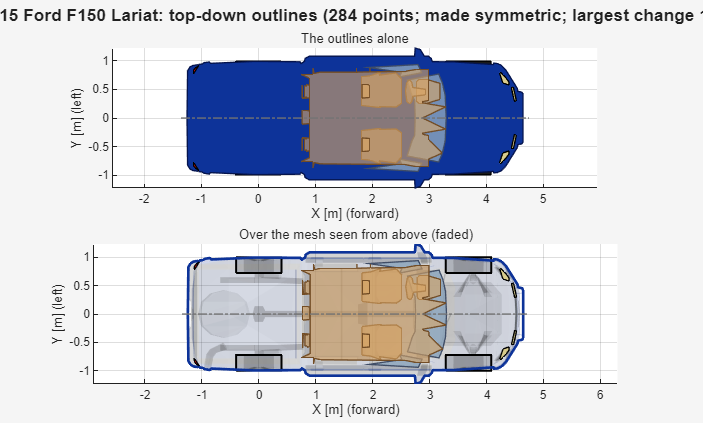 15 Ford F150 Lariat: top-down outlines (284 points; made symmetric; largest change
The outlines alone
1
0.5
0
-0.5
-1
Y [m] (left)
-2 -1 0 1 2 3 4 5
X [m] (forward)
Over the mesh seen from above (faded)
1
0.5
0
-0.5
-1
Y [m] (left)
-2 -1 0 1 2 3 4 5 6
X [m] (forward)